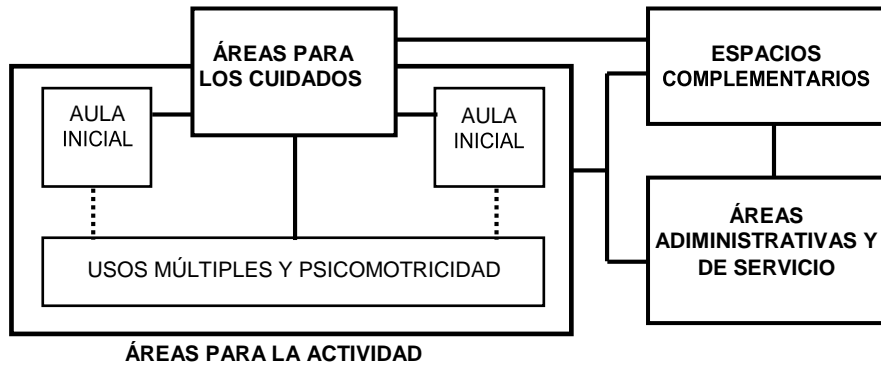 ÁREAS PARA
LOS CUIDADOS
ESPACIOS
COMPLEMENTARIOS
AULA
INICIAL
AULA
INICIAL
ÁREAS
ADIMINISTRATIVAS Y
DE SERVICIO
USOS MÚLTIPLES Y PSICOMOTRICIDAD
ÁREAS PARA LA ACTIVIDAD